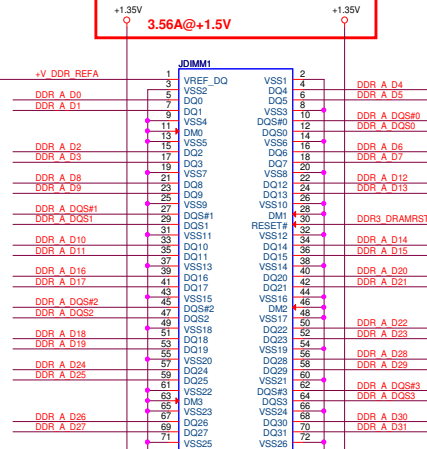 +1.35V +1.35V
3.56A@+1.5V
JDIMM1
+V_DDR_REFA 1 VREF_DQ VSS1 2
3 VSS2 DQ4 4 DDR_A_D4
DDR_A_D0 5 DQ0 DQ5 6 DDR_A_D5
DDR_A_D1 7 DQ1 VSS3 8
9 VSS4 DQS#0 10 DDR_A_DQS#0
11 DM0 DQS0 12 DDR_A_DQS0
13 VSS5 VSS6 14
DDR_A_D2 15 DQ2 DQ6 16 DDR_A_D6
DDR_A_D3 17 DQ3 DQ7 18 DDR_A_D7
19 VSS7 VSS8 20
DDR_A_D8 21 DQ8 DQ12 22 DDR_A_D12
DDR_A_D9 23 DQ9 DQ13 24 DDR_A_D13
25 VSS9 VSS10 26
DDR_A_DQS#1 27 DQS#1 DM1 28
DDR_A_DQS1 29 DQS1 RESET# 30 DDR3_DRAMRST
31 VSS11 VSS12 32
DDR_A_D10 33 DQ10 DQ14 34 DDR_A_D14
DDR_A_D11 35 DQ11 DQ15 36 DDR_A_D15
37 VSS13 VSS14 38
DDR_A_D16 39 DQ16 DQ20 40 DDR_A_D20
DDR_A_D17 41 DQ17 DQ21 42 DDR_A_D21
43 VSS15 VSS16 44
DDR_A_DQS#2 45 DQS#2 DM2 46
DDR_A_DQS2 47 DQS2 VSS17 48
49 VSS18 DQ22 50 DDR_A_D22
DDR_A_D18 51 DQ18 DQ23 52 DDR_A_D23
DDR_A_D19 53 DQ19 VSS19 54
55 VSS20 DQ28 56 DDR_A_D28
DDR_A_D24 57 DQ24 DQ29 58 DDR_A_D29
DDR_A_D25 59 DQ25 VSS21 60
61 VSS22 DQS#3 62 DDR_A_DQS#3
63 DM3 DQS3 64 DDR_A_DQS3
65 VSS23 VSS24 66
DDR_A_D26 67 DQ26 DQ30 68 DDR_A_D30
DDR_A_D27 69 DQ27 DQ31 70 DDR_A_D31
71 VSS25 VSS26 72